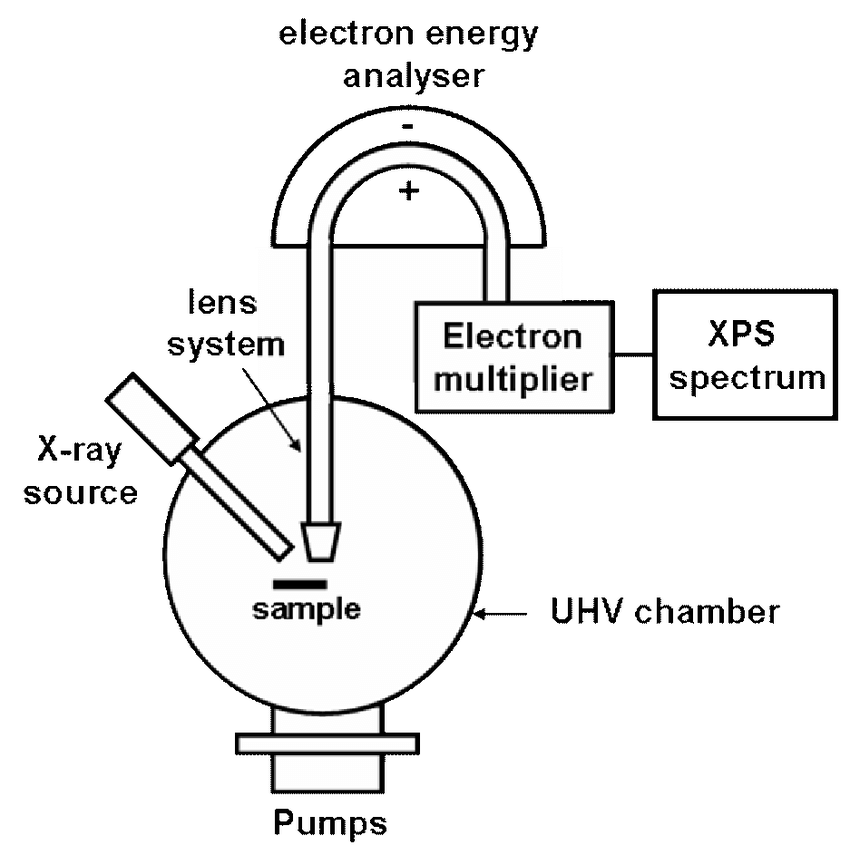 electron energy
analyser
-
+
lens
system
Electron
multiplier
XPS
spectrum
X-ray
source
sample
UHV chamber
Pumps